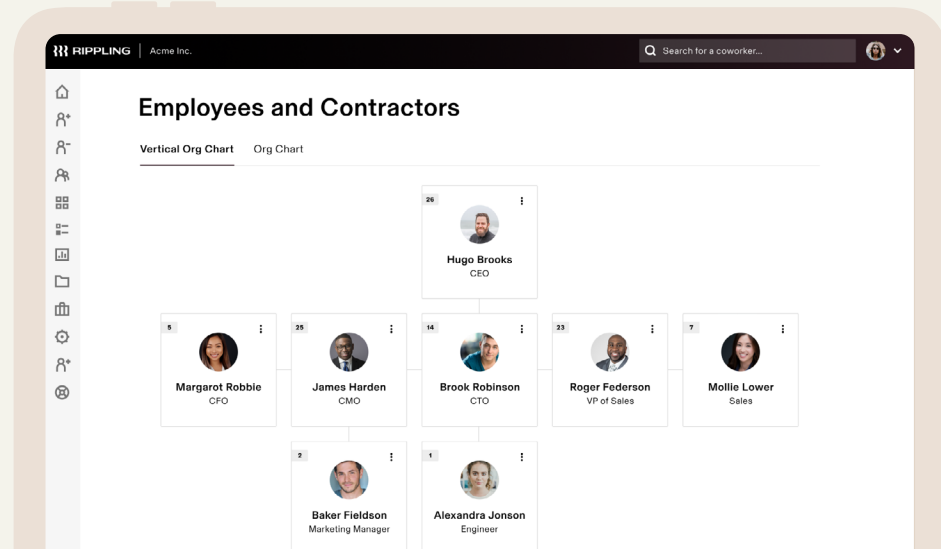 RIPPLING
Acme Inc.
Search for a coworker...
Employees and Contractors
Vertical Org Chart
Org Chart
26
Hugo Brooks
CEO
5
Margarot Robbie
CFO
25
James Harden
CMO
14
Brook Robinson
CTO
23
Roger Federson
VP of Sales
7
Mollie Lower
Sales
2
Baker Fieldson
Marketing Manager
1
Alexandra Jonson
Engineer